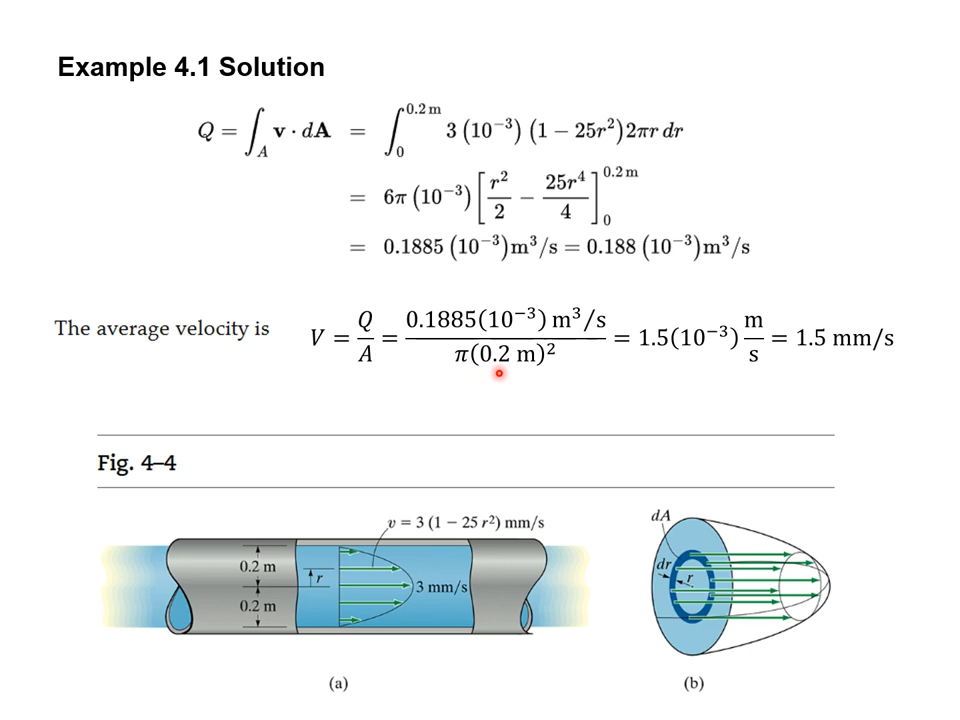 Example 4.1 Solution
Q = ∫_A v · dA = ∫_0^{0.2 m} 3 (10⁻³) (1 − 25r²)2πr dr
= 6π (10⁻³) [r²/2 − 25r⁴/4]_0^{0.2 m}
= 0.1885 (10⁻³)m³/s = 0.188 (10⁻³)m³/s
The average velocity is V = Q/A = 0.1885(10⁻³) m³/s / π(0.2 m)² = 1.5(10⁻³) m/s = 1.5 mm/s
Fig. 4–4
v = 3 (1 − 25 r²) mm/s
0.2 m
r
3 mm/s
0.2 m
(a)
dA
dr
r
(b)